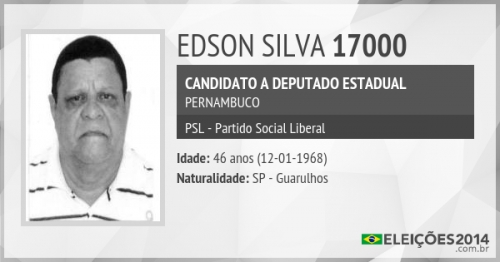 EDSON SILVA 17000
CANDIDATO A DEPUTADO ESTADUAL
PERNAMBUCO
PSL - Partido Social Liberal
Idade: 46 anos (12-01-1968)
Naturalidade: SP - Guarulhos
ELEIÇÕES2014
.com.br